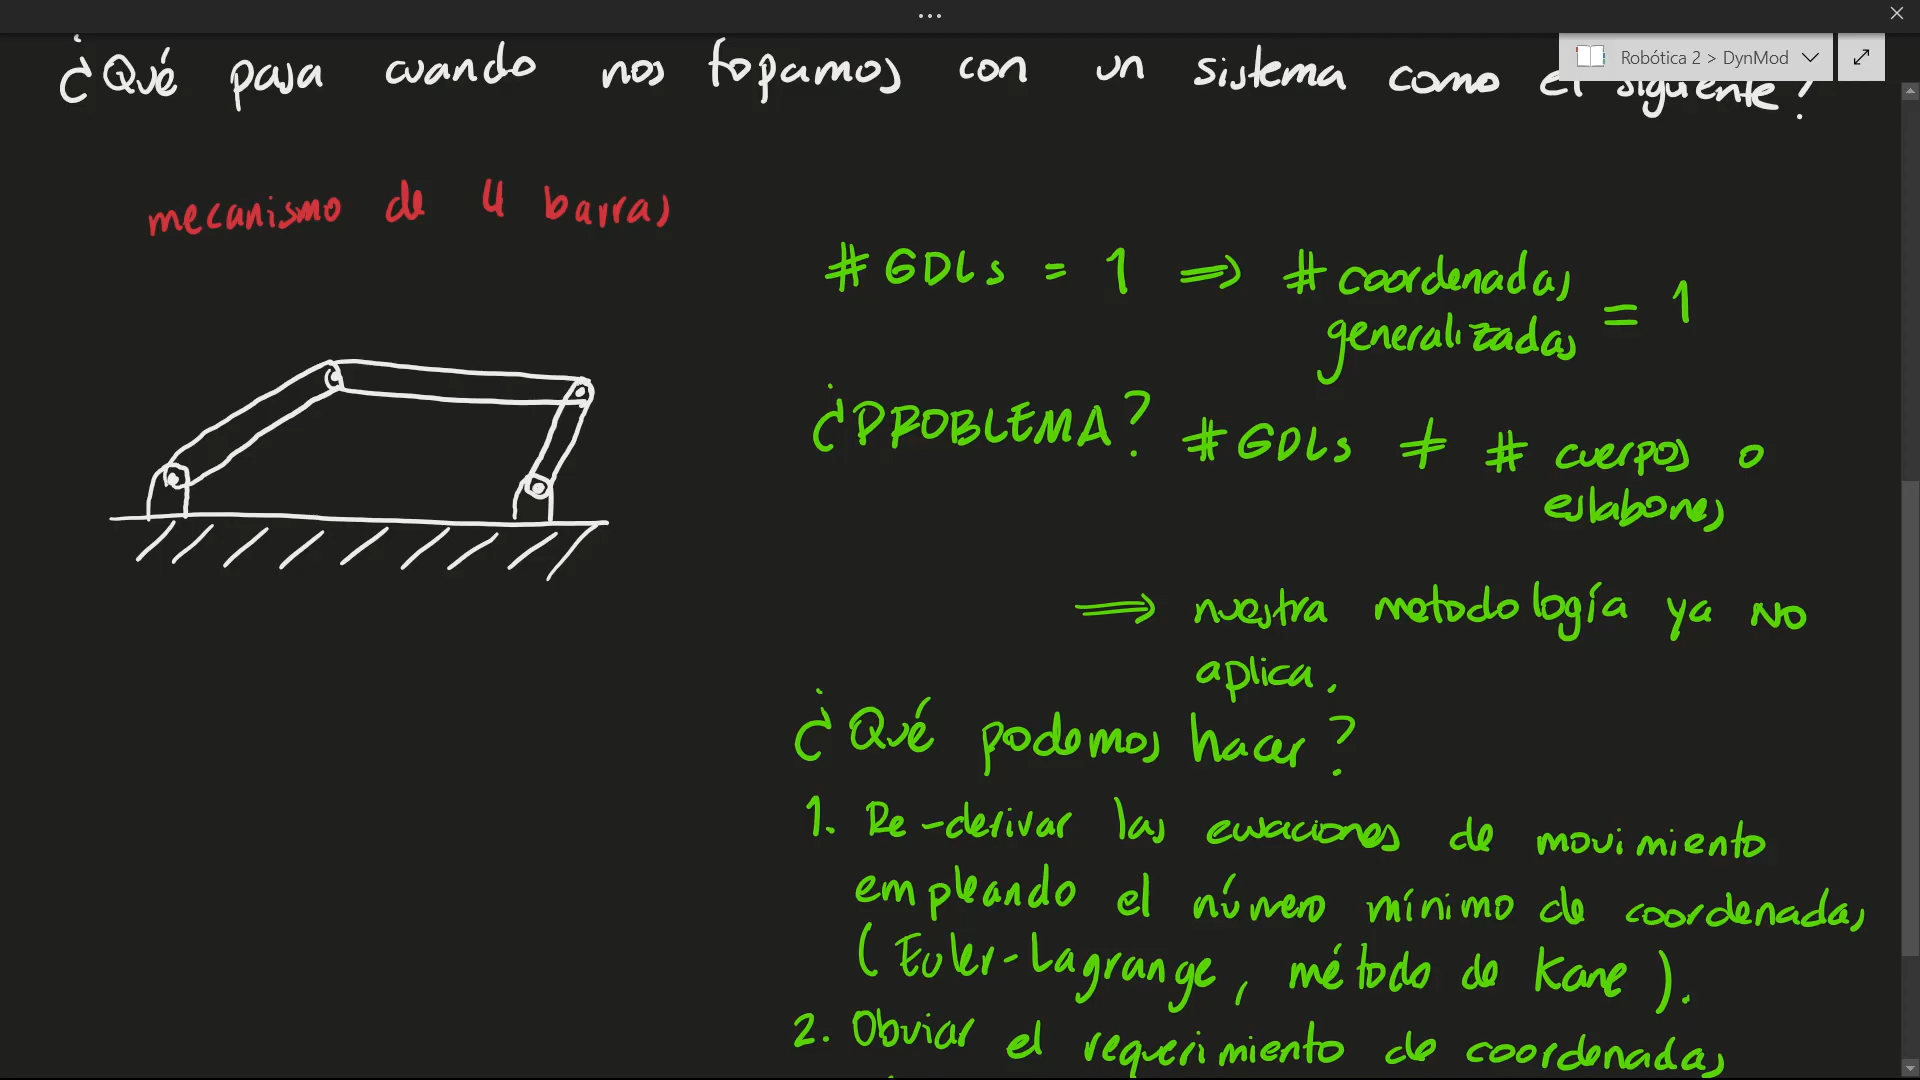 Robótica 2 > DynMod
¿Qué pasa cuando nos topamos con un sistema como el siguiente?
mecanismo de 4 barras
#GDLs = 1 ⟹ # coordenadas generalizadas = 1
¿PROBLEMA? #GDLs ≠ # cuerpos o
eslabones
⟹ nuestra metodología ya NO
aplica.
¿Qué podemos hacer?
1. Re-derivar las ecuaciones de movimiento
empleando el número mínimo de coordenadas
(Euler-Lagrange, método de Kane).
2. Obviar el requerimiento de coordenadas